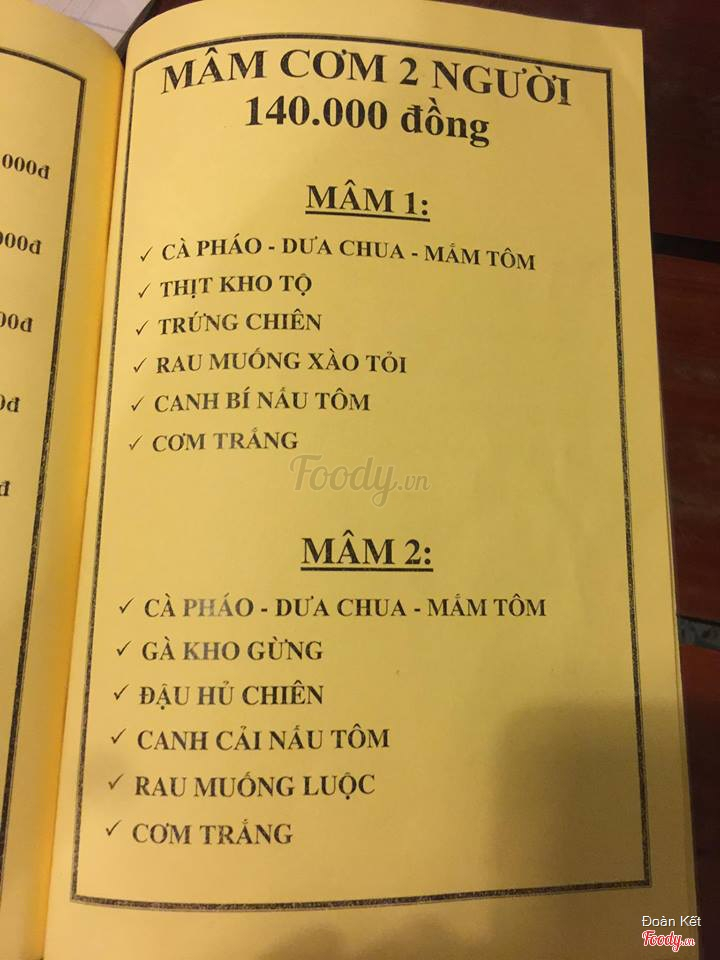 MÂM CƠM 2 NGƯỜI
140.000 đồng
MÂM 1:
✓ CÀ PHÁO - DƯA CHUA - MẮM TÔM
✓ THỊT KHO TỘ
✓ TRỨNG CHIÊN
✓ RAU MUỐNG XÀO TỎI
✓ CANH BÍ NẤU TÔM
✓ CƠM TRẮNG
Foody.vn
MÂM 2:
✓ CÀ PHÁO - DƯA CHUA - MẮM TÔM
✓ GÀ KHO GỪNG
✓ ĐẬU HỦ CHIÊN
✓ CANH CẢI NẤU TÔM
✓ RAU MUỐNG LUỘC
✓ CƠM TRẮNG
Đoàn Kết
Foody.vn